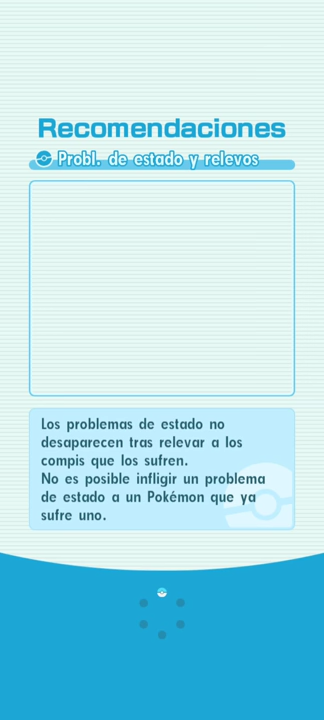 Recomendaciones
Probl. de estado y relevos
Los problemas de estado no
desaparecen tras relevar a los
compis que los sufren.
No es posible infligir un problema
de estado a un Pokémon que ya
sufre uno.